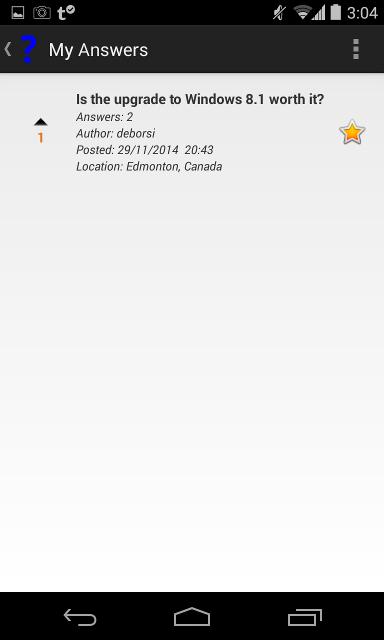 3:04
? My Answers
Is the upgrade to Windows 8.1 worth it?
Answers: 2
1
Author: deborsi
Posted: 29/11/2014 20:43
Location: Edmonton, Canada